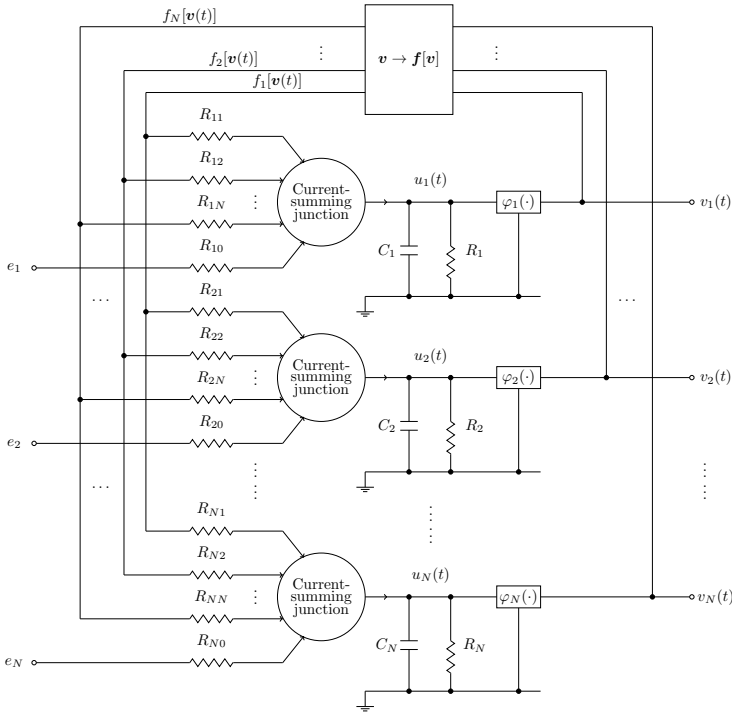 f_N[v(t)]
f_2[v(t)]
f_1[v(t)]
v → f[v]
R_11
R_12
R_1N
R_10
e_1
Current-
summing
junction
u_1(t)
C_1
R_1
φ_1(·)
v_1(t)
R_21
R_22
R_2N
R_20
e_2
Current-
summing
junction
u_2(t)
C_2
R_2
φ_2(·)
v_2(t)
R_N1
R_N2
R_NN
R_N0
e_N
Current-
summing
junction
u_N(t)
C_N
R_N
φ_N(·)
v_N(t)